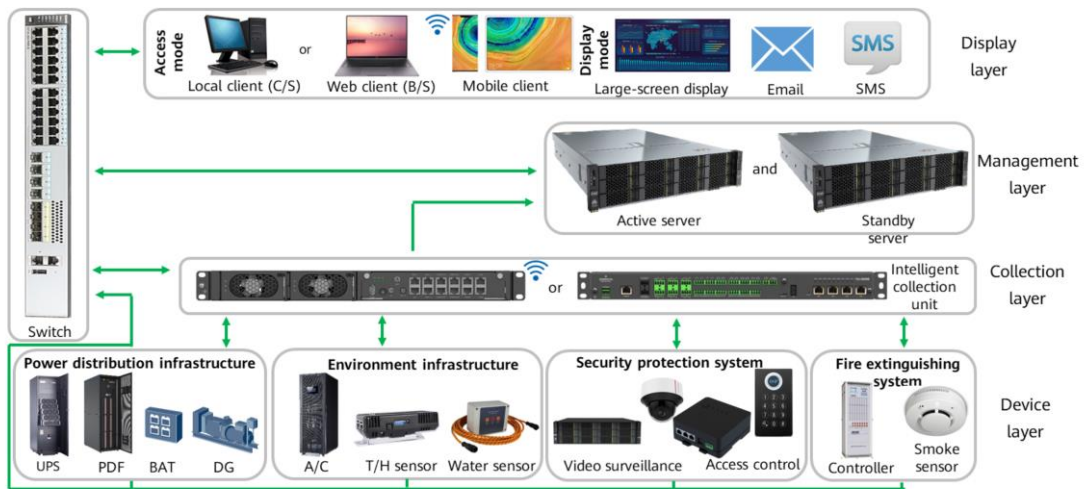 Access mode
Local client (C/S)
or
Web client (B/S)
Mobile client
Display mode
Large-screen display
Email
SMS
SMS
Display
layer
Active server
and
Standby
server
Management
layer
or
Intelligent
collection
unit
Collection
layer
Switch
Power distribution infrastructure
UPS
PDF
BAT
DG
Environment infrastructure
A/C
T/H sensor
Water sensor
Security protection system
Video surveillance
Access control
Fire extinguishing
system
Controller
Smoke
sensor
Device
layer